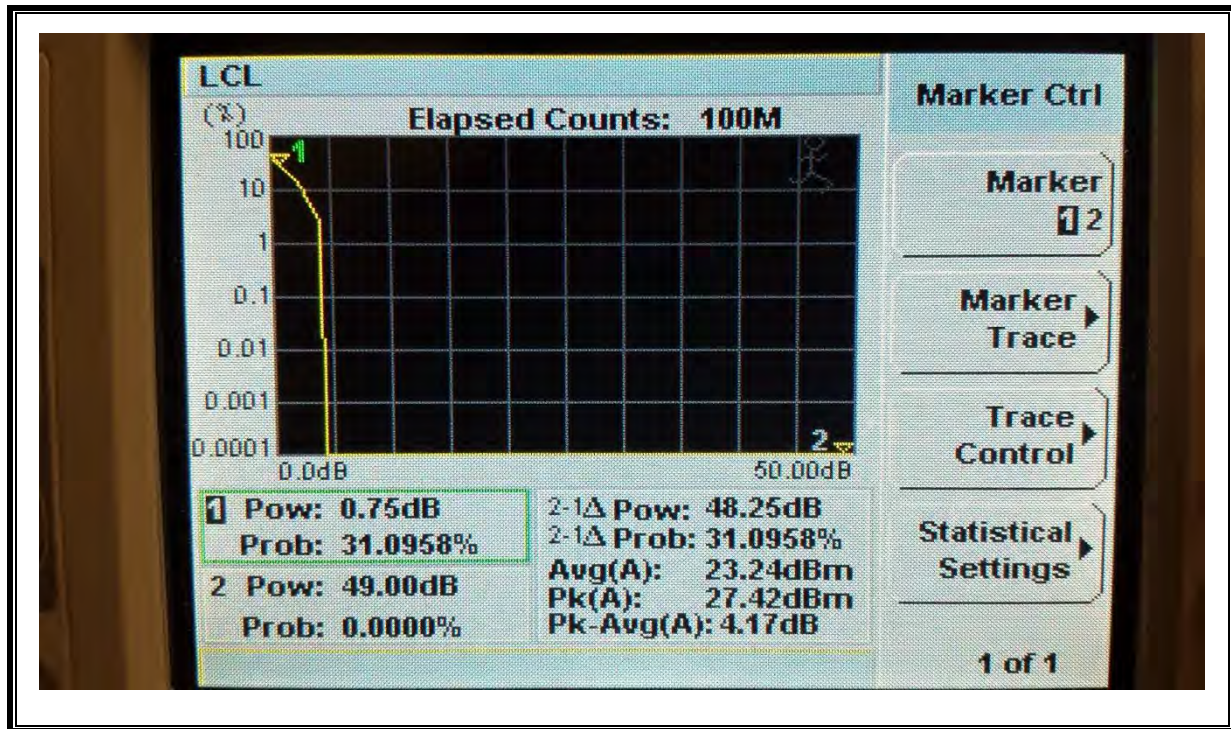 LCL
(%)
Elapsed Counts: 100M
100
10
1
0.1
0.01
0.001
0.0001
1
2
0.0dB
50.00dB
1 Pow: 0.75dB
Prob: 31.0958%
2 Pow: 49.00dB
Prob: 0.0000%
2-1Δ Pow: 48.25dB
2-1Δ Prob: 31.0958%
Avg(A): 23.24dBm
Pk(A): 27.42dBm
Pk-Avg(A): 4.17dB
Marker Ctrl
Marker
1 2
Marker
Trace
Trace
Control
Statistical
Settings
1 of 1